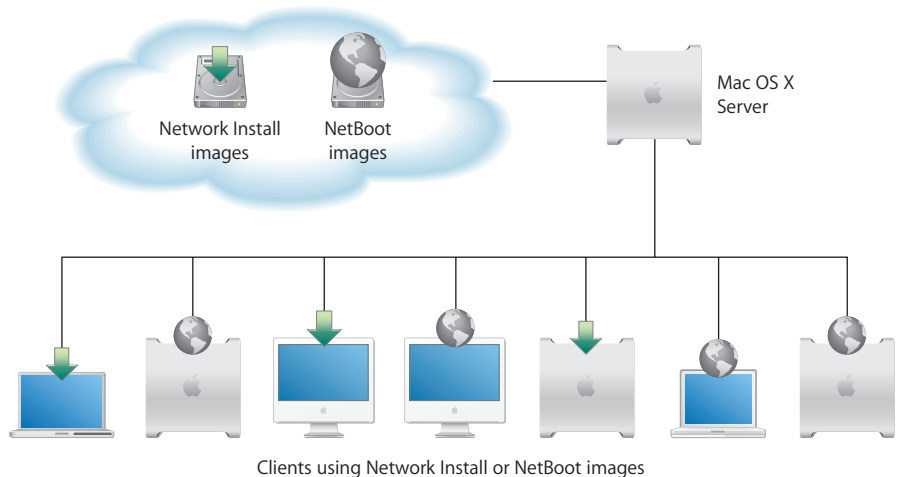 Network Install
images
NetBoot
images
Mac OS X
Server
Clients using Network Install or NetBoot images